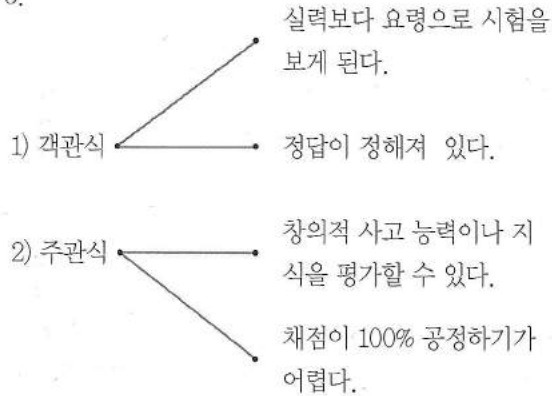 실력보다 요령으로 시험을
보게 된다.
1) 객관식
정답이 정해져 있다.
2) 주관식
창의적 사고 능력이나 지
식을 평가할 수 있다.
채점이 100% 공정하기가
어렵다.